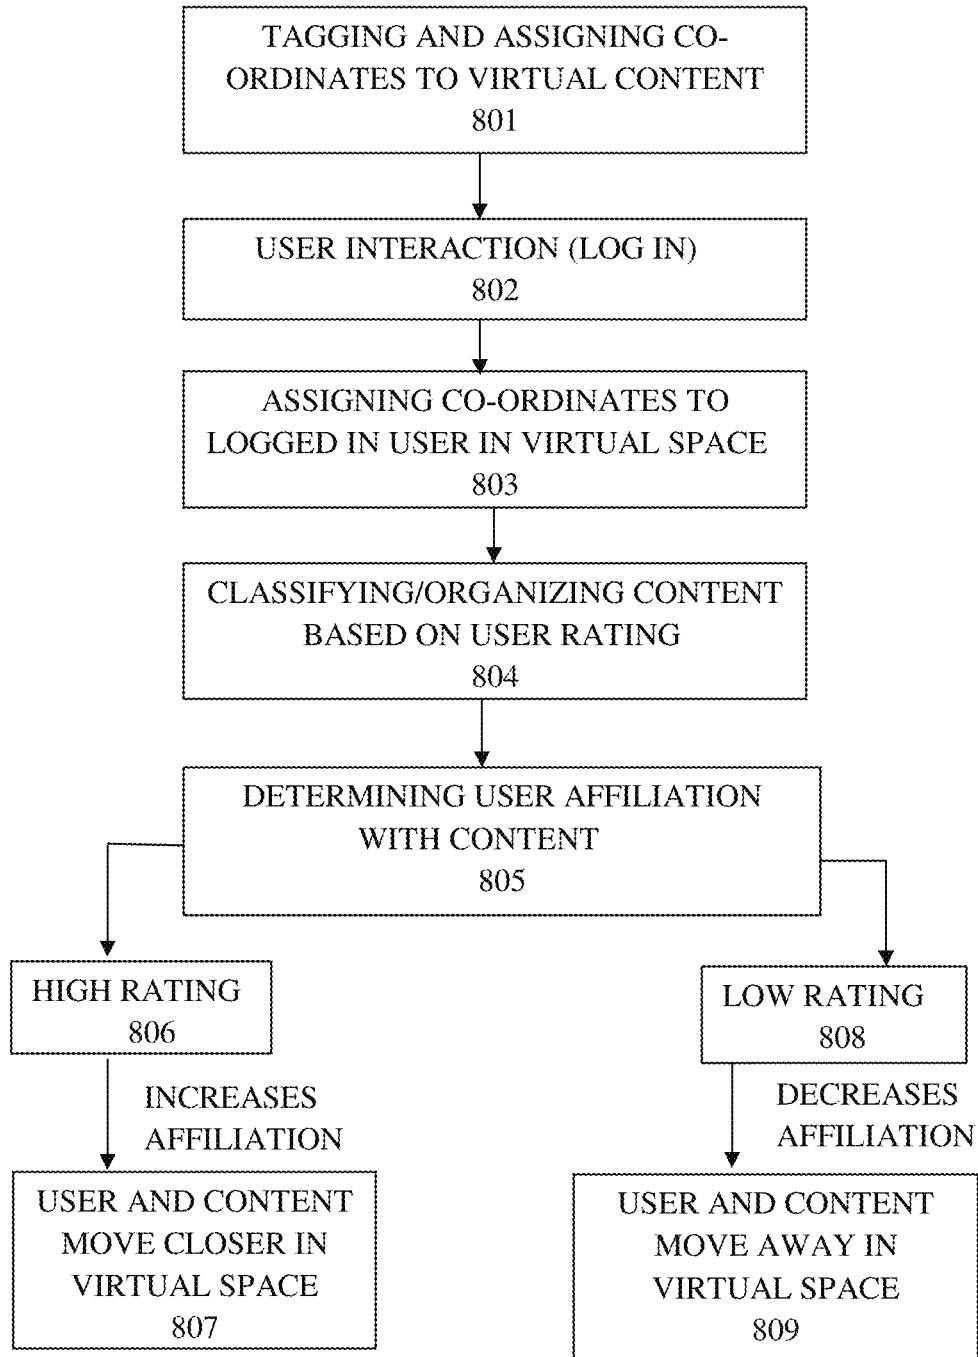 TAGGING AND ASSIGNING CO-
ORDINATES TO VIRTUAL CONTENT
801
USER INTERACTION (LOG IN)
802
ASSIGNING CO-ORDINATES TO
LOGGED IN USER IN VIRTUAL SPACE
803
CLASSIFYING/ORGANIZING CONTENT
BASED ON USER RATING
804
DETERMINING USER AFFILIATION
WITH CONTENT
805
HIGH RATING
806
INCREASES
AFFILIATION
USER AND CONTENT
MOVE CLOSER IN
VIRTUAL SPACE
807
LOW RATING
808
DECREASES
AFFILIATION
USER AND CONTENT
MOVE AWAY IN
VIRTUAL SPACE
809